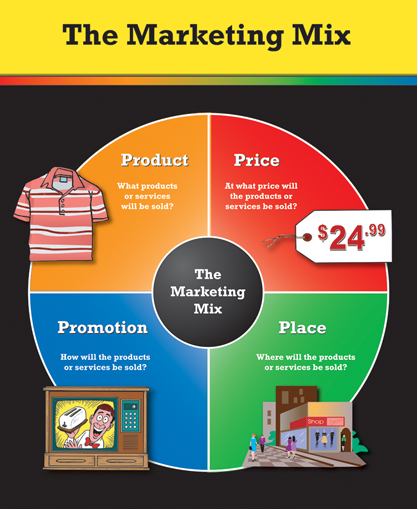 The Marketing Mix
Product
What products
or services
will be sold?
Price
At what price will
the products or
services be sold?
$24.99
The
Marketing
Mix
Promotion
How will the products
or services be sold?
Place
Where will the products
or services be sold?
Shop